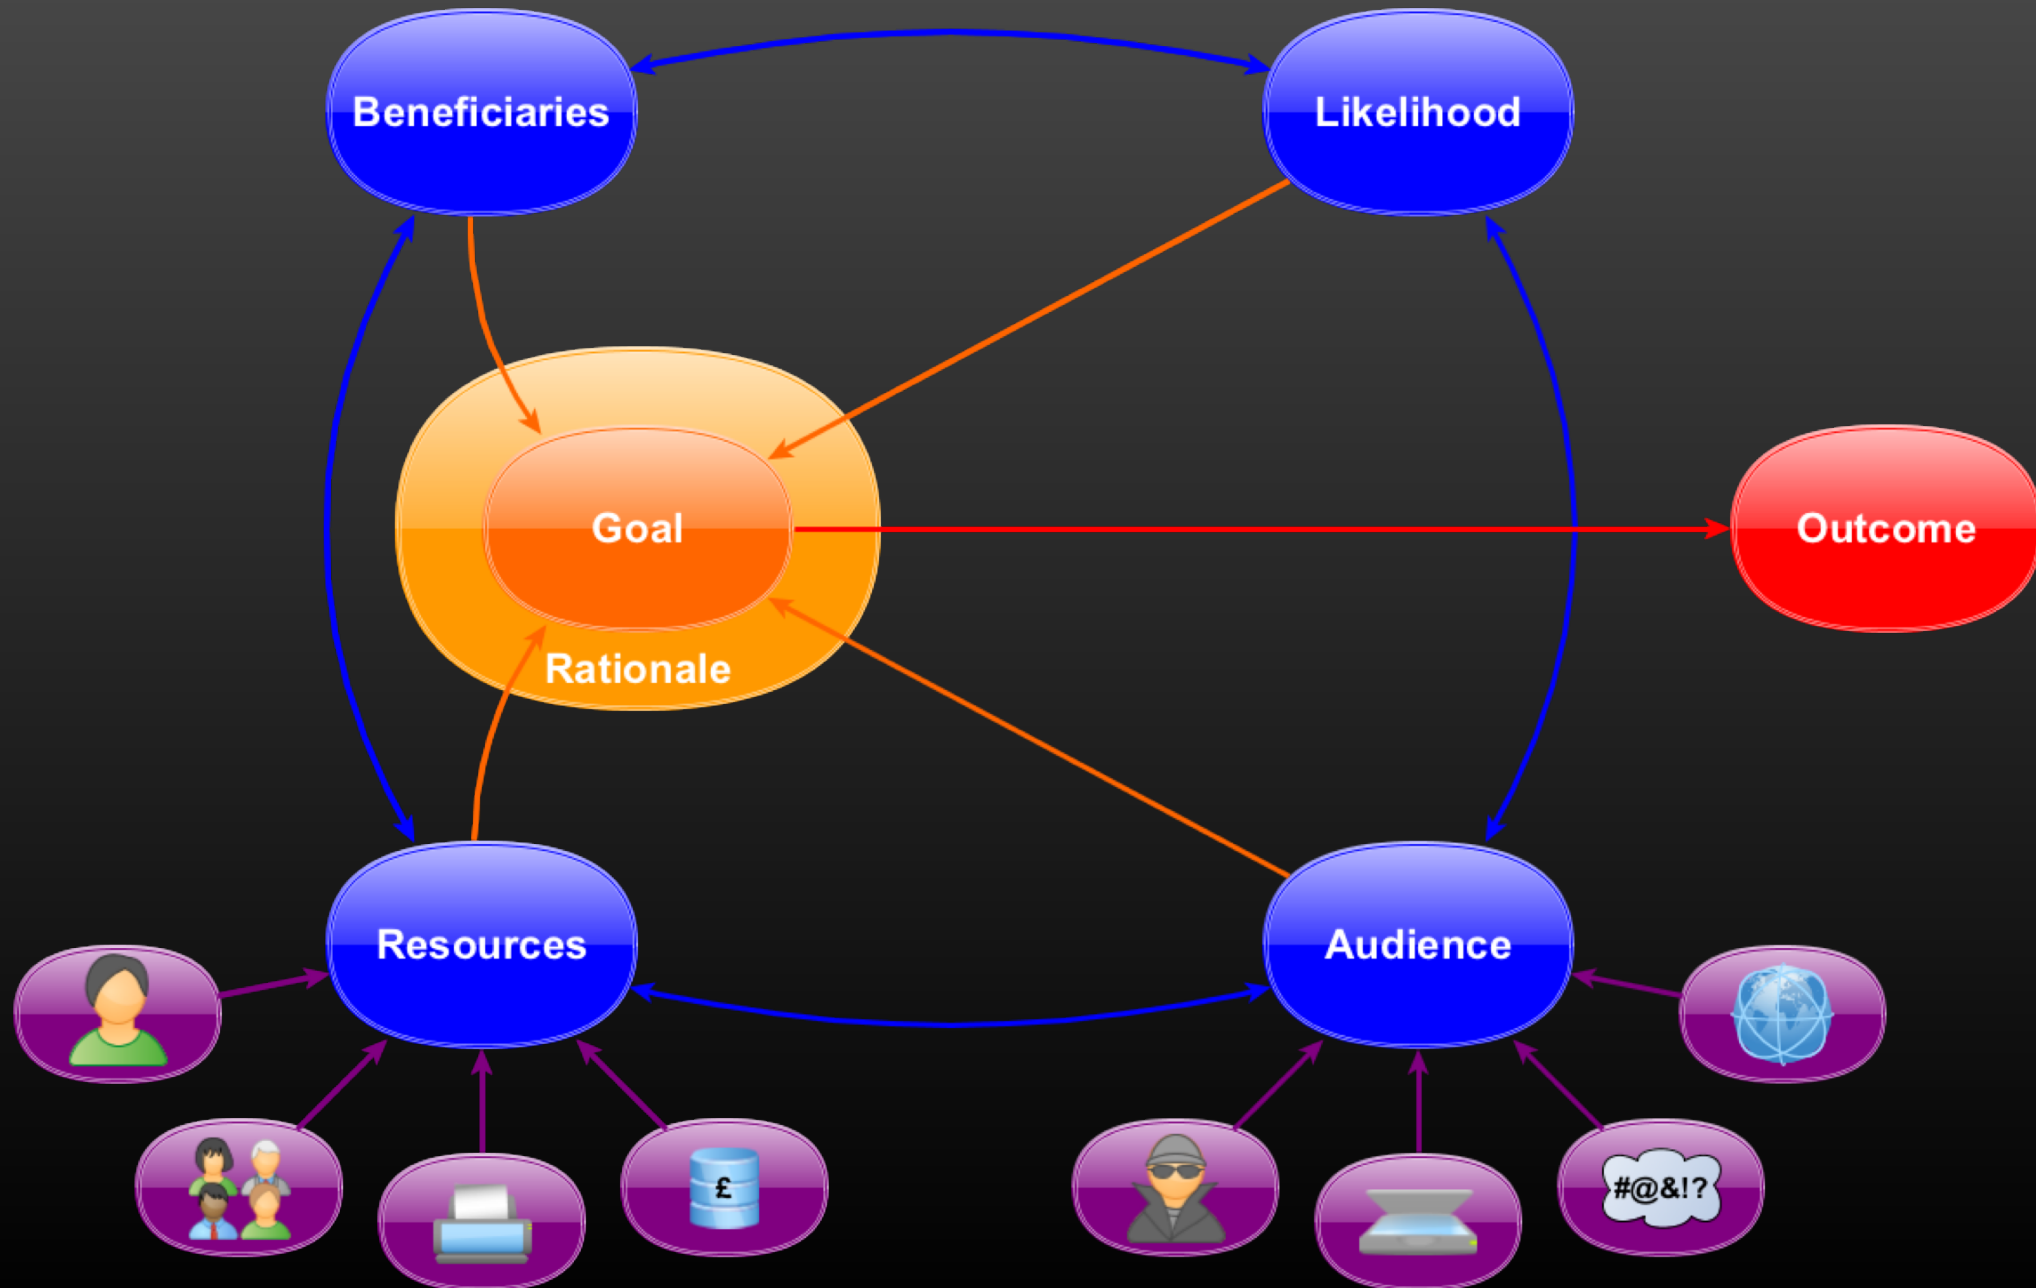 Beneficiaries
Likelihood
Goal
Outcome
Rationale
Resources
Audience
£
#@&!?